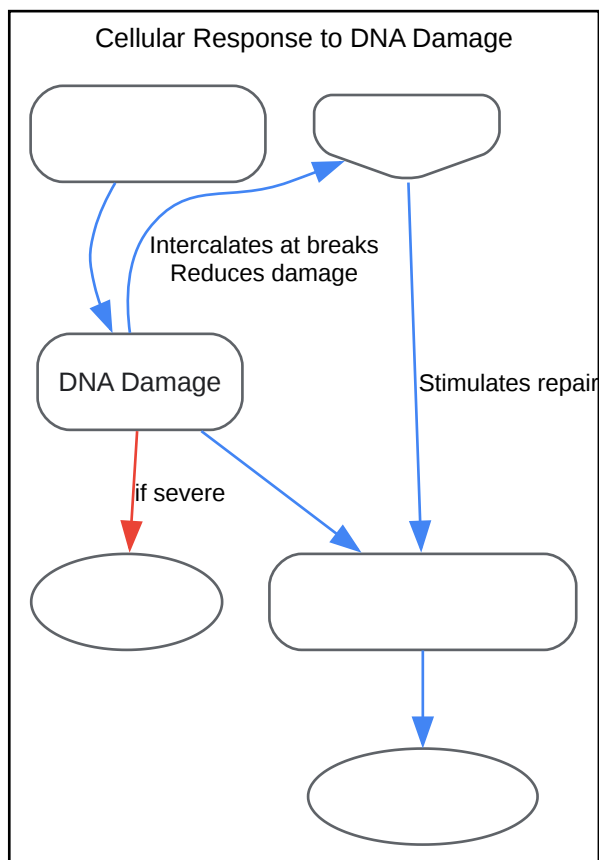 Cellular Response to DNA Damage
Intercalates at breaks
Reduces damage
DNA Damage
Stimulates repair
if severe